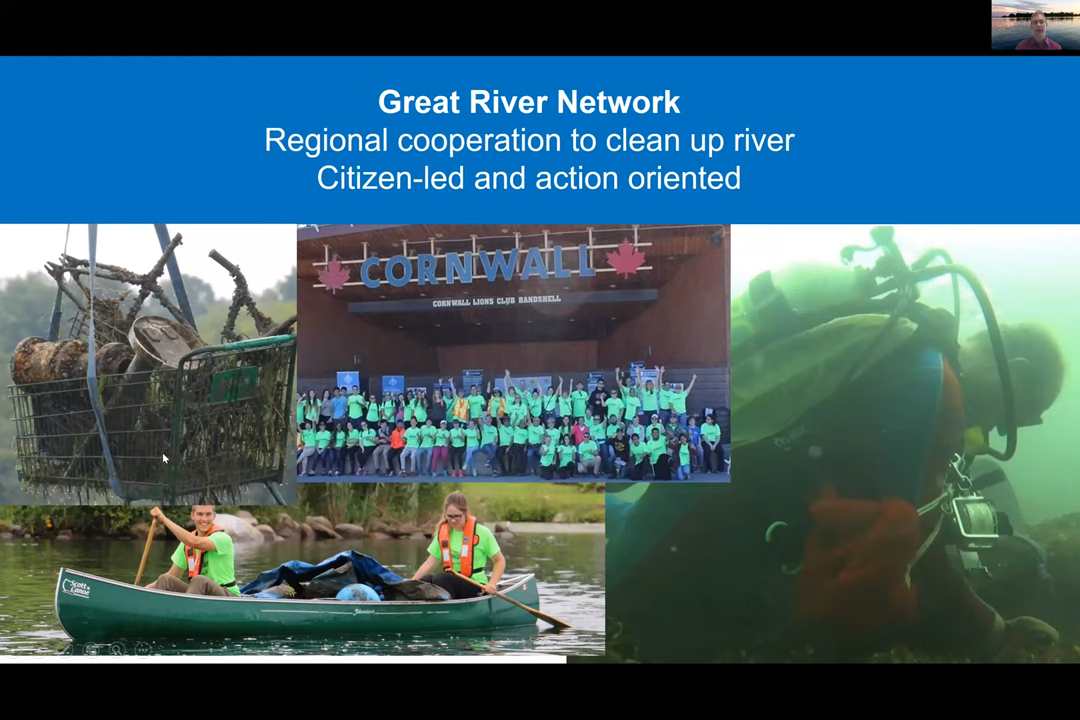 Great River Network
Regional cooperation to clean up river
Citizen-led and action oriented
CORNWALL
CORNWALL LIONS CLUB BANDSHELL
Scott
Canoe